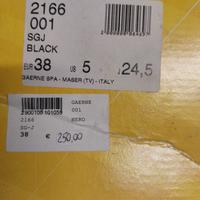 2166
001
SGJ
BLACK
EUR 38 US 5 24,5
GAERNE SPA - MASER (TV) - ITALY
GAERNE
2166 001
SG-J NERO
38 € 250,00